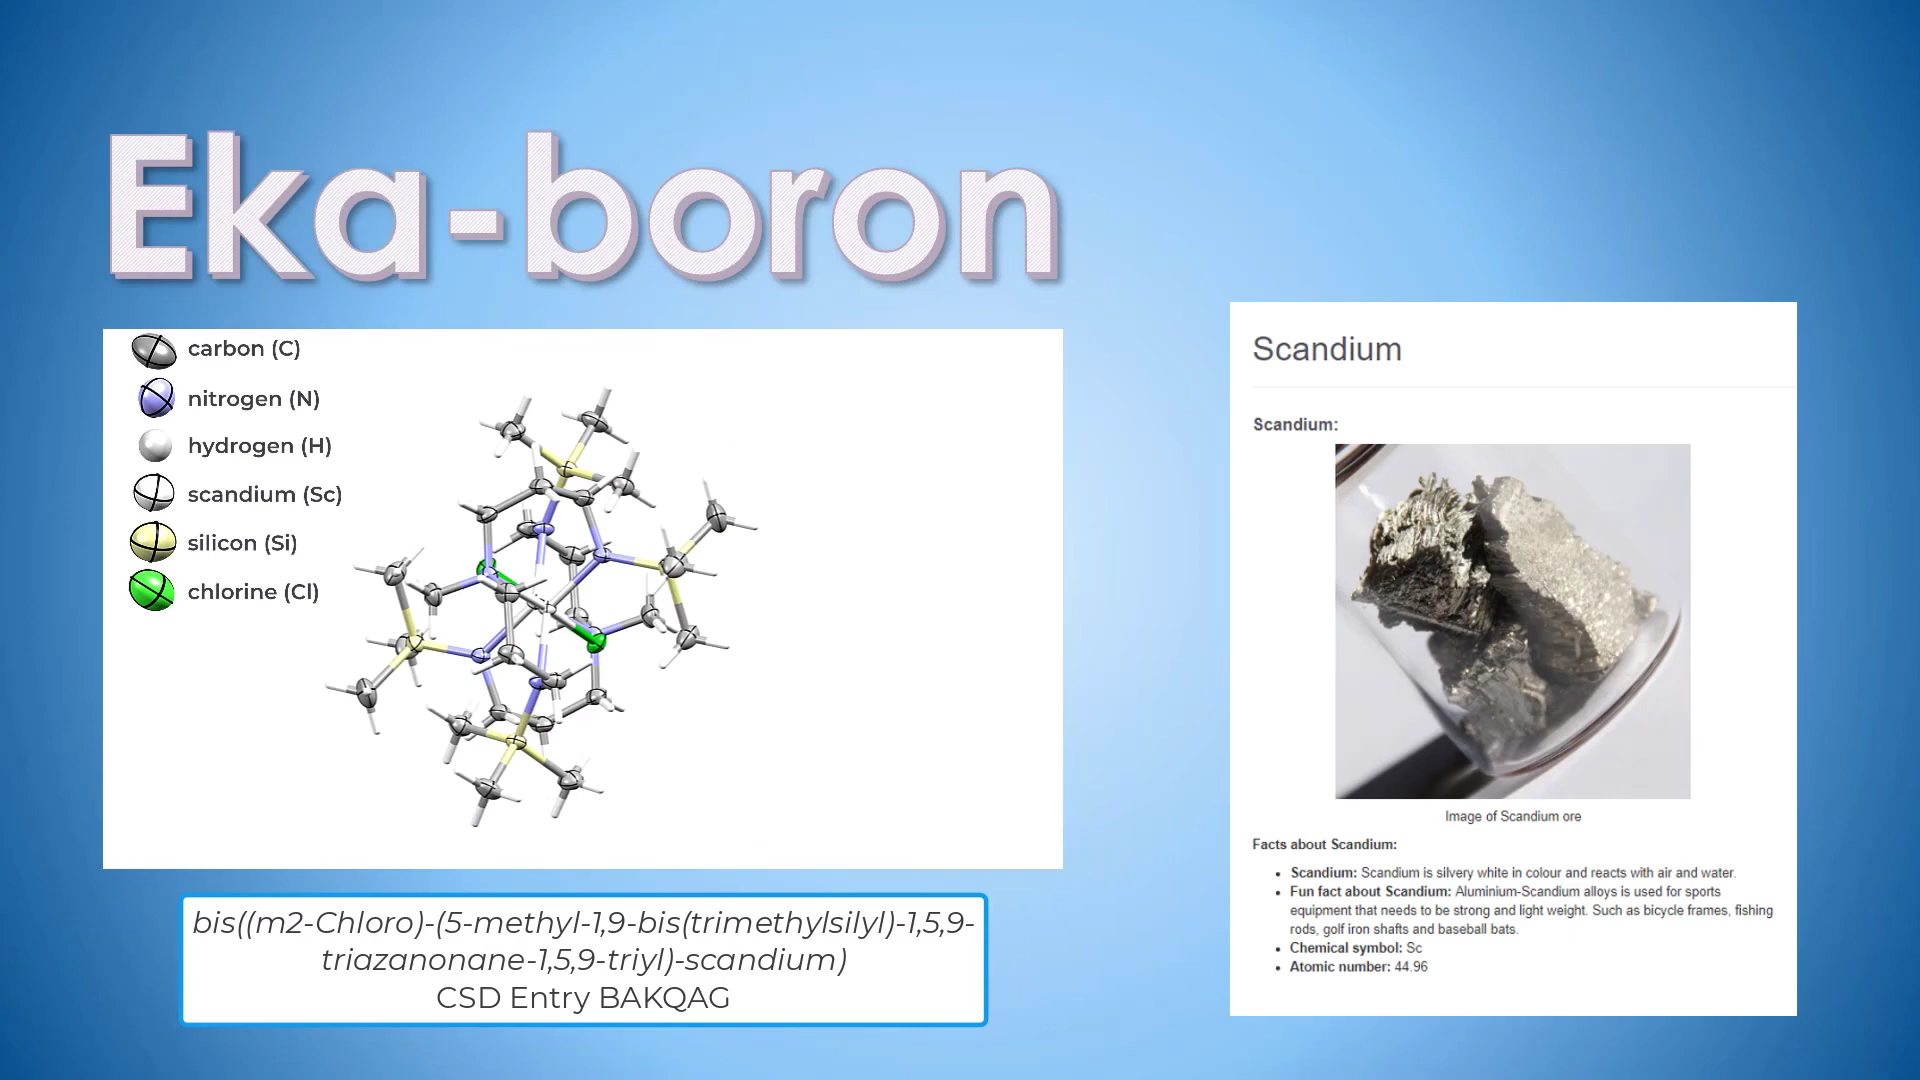 Eka-boron
carbon (C)
nitrogen (N)
hydrogen (H)
scandium (Sc)
silicon (Si)
chlorine (Cl)
bis((m2-Chloro)-(5-methyl-1,9-bis(trimethylsilyl)-1,5,9-
triazanonane-1,5,9-triyl)-scandium)
CSD Entry BAKQAG
Scandium
Scandium:
Image of Scandium ore
Facts about Scandium:
• Scandium: Scandium is silvery white in colour and reacts with air and water.
• Fun fact about Scandium: Aluminium-Scandium alloys is used for sports
equipment that needs to be strong and light weight. Such as bicycle frames, fishing
rods, golf iron shafts and baseball bats.
• Chemical symbol: Sc
• Atomic number: 44.96